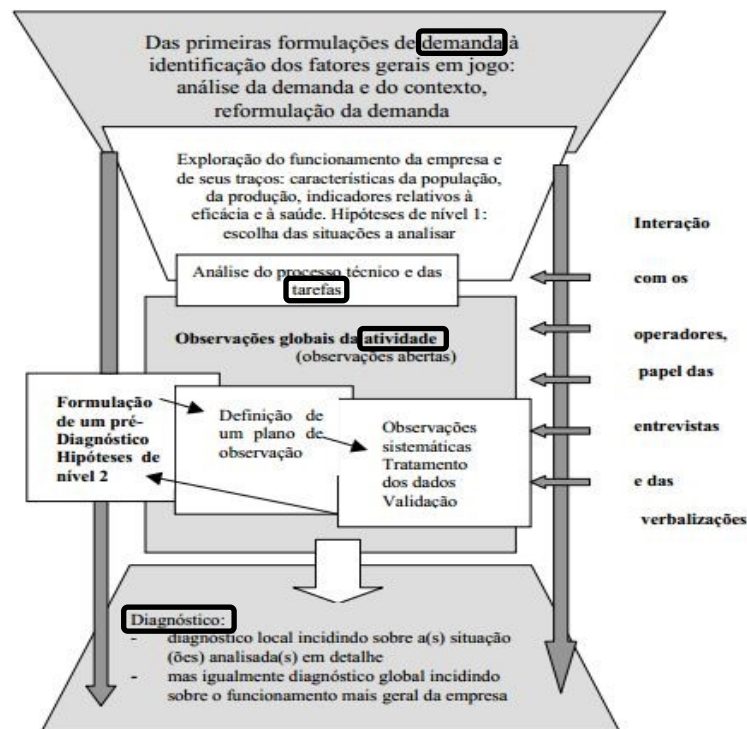 Das primeiras formulações de demanda à
identificação dos fatores gerais em jogo:
análise da demanda e do contexto,
reformulação da demanda
Exploração do funcionamento da empresa e
de seus traços: características da população,
da produção, indicadores relativos à
eficácia e à saúde. Hipóteses de nível 1:
escolha das situações a analisar
Análise do processo técnico e das
tarefas
Observações globais da atividade
(observações abertas)
Formulação
de um pré-
Diagnóstico
Hipóteses de
nível 2
Definição de
um plano de
observação
Observações
sistemáticas
Tratamento
dos dados
Validação
Interação
com os
operadores,
papel das
entrevistas
e das
verbalizações
Diagnóstico:
- diagnóstico local incidindo sobre a(s) situação
(ões) analisada(s) em detalhe
- mas igualmente diagnóstico global incidindo
sobre o funcionamento mais geral da empresa